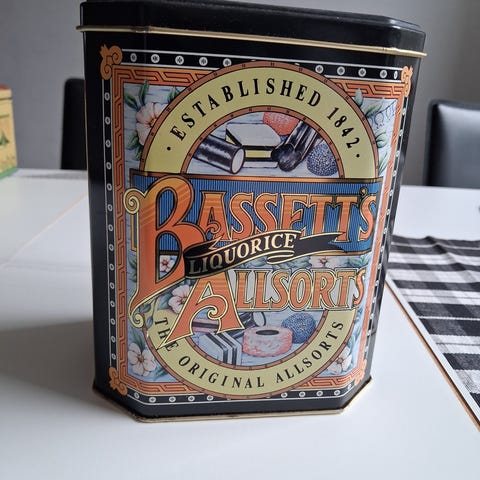 ESTABLISHED 1842
BASSETT'S
LIQUORICE
ALLSORTS
THE ORIGINAL ALLSORTS